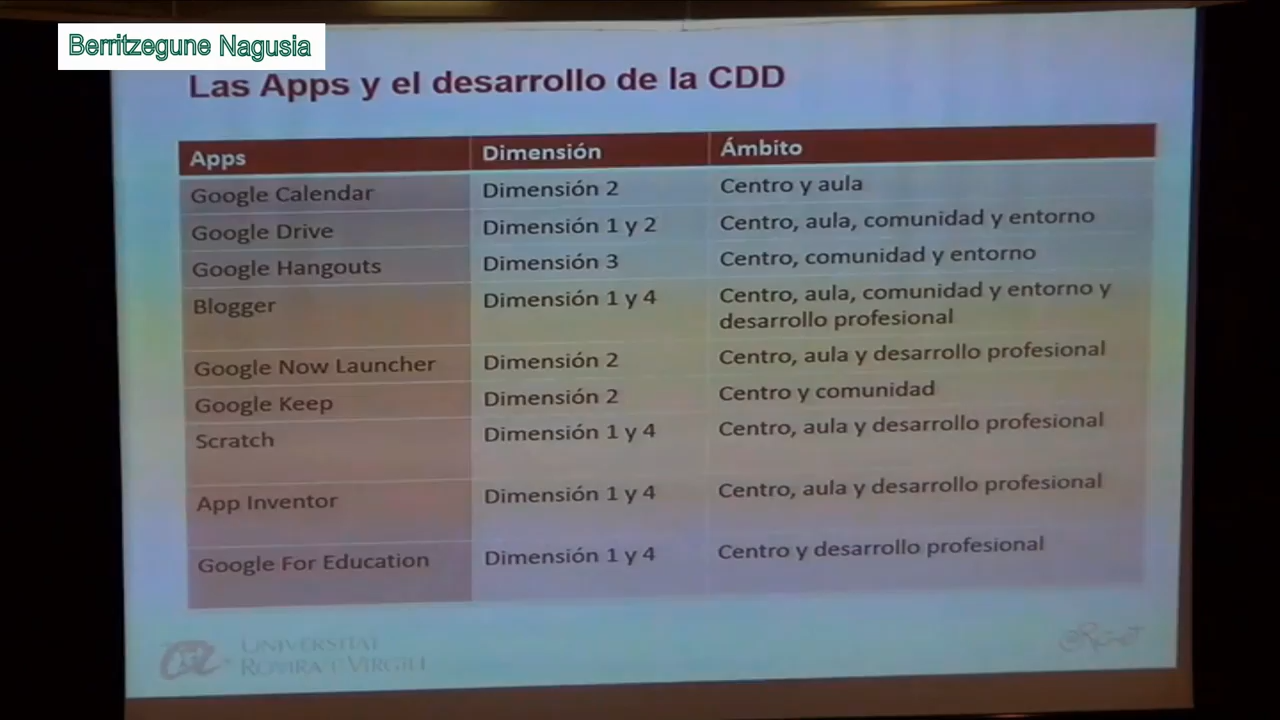 Berritzegune Nagusia
Las Apps y el desarrollo de la CDD
Apps Dimensión Ámbito
Google Calendar Dimensión 2 Centro y aula
Google Drive Dimensión 1 y 2 Centro, aula, comunidad y entorno
Google Hangouts Dimensión 3 Centro, comunidad y entorno
Blogger Dimensión 1 y 4 Centro, aula, comunidad y entorno y
desarrollo profesional
Google Now Launcher Dimensión 2 Centro, aula y desarrollo profesional
Google Keep Dimensión 2 Centro y comunidad
Scratch Dimensión 1 y 4 Centro, aula y desarrollo profesional
App Inventor Dimensión 1 y 4 Centro, aula y desarrollo profesional
Google For Education Dimensión 1 y 4 Centro y desarrollo profesional
UNIVERSITAT
ROVIRA I VIRGILI